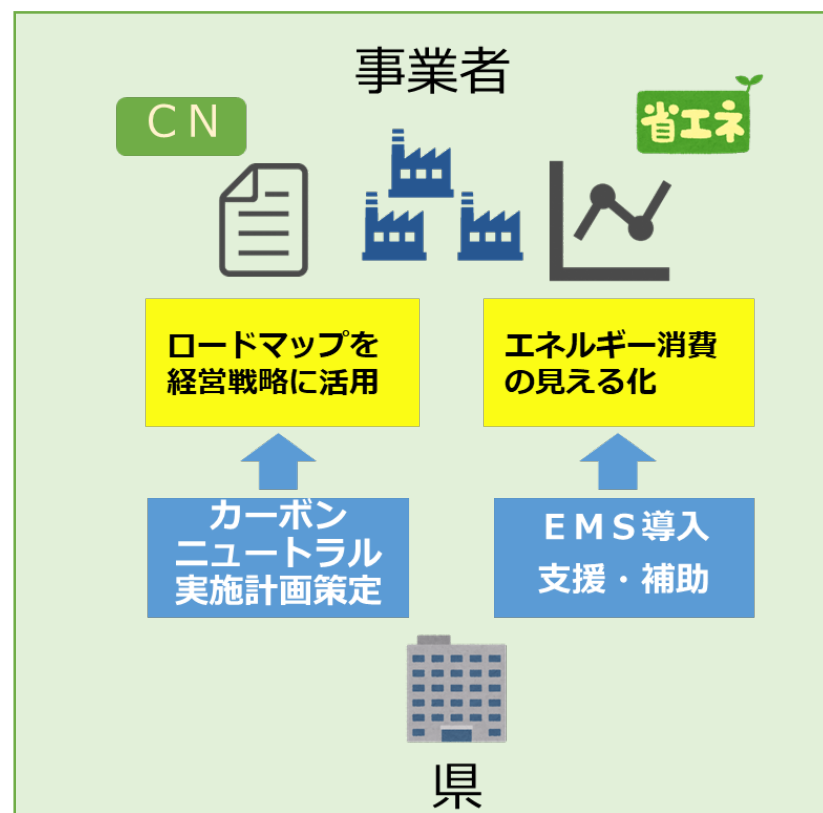 事業者
ＣＮ
省エネ
ロードマップを
経営戦略に活用
エネルギー消費
の見える化
カーボン
ニュートラル
実施計画策定
ＥＭＳ導入
支援・補助
県